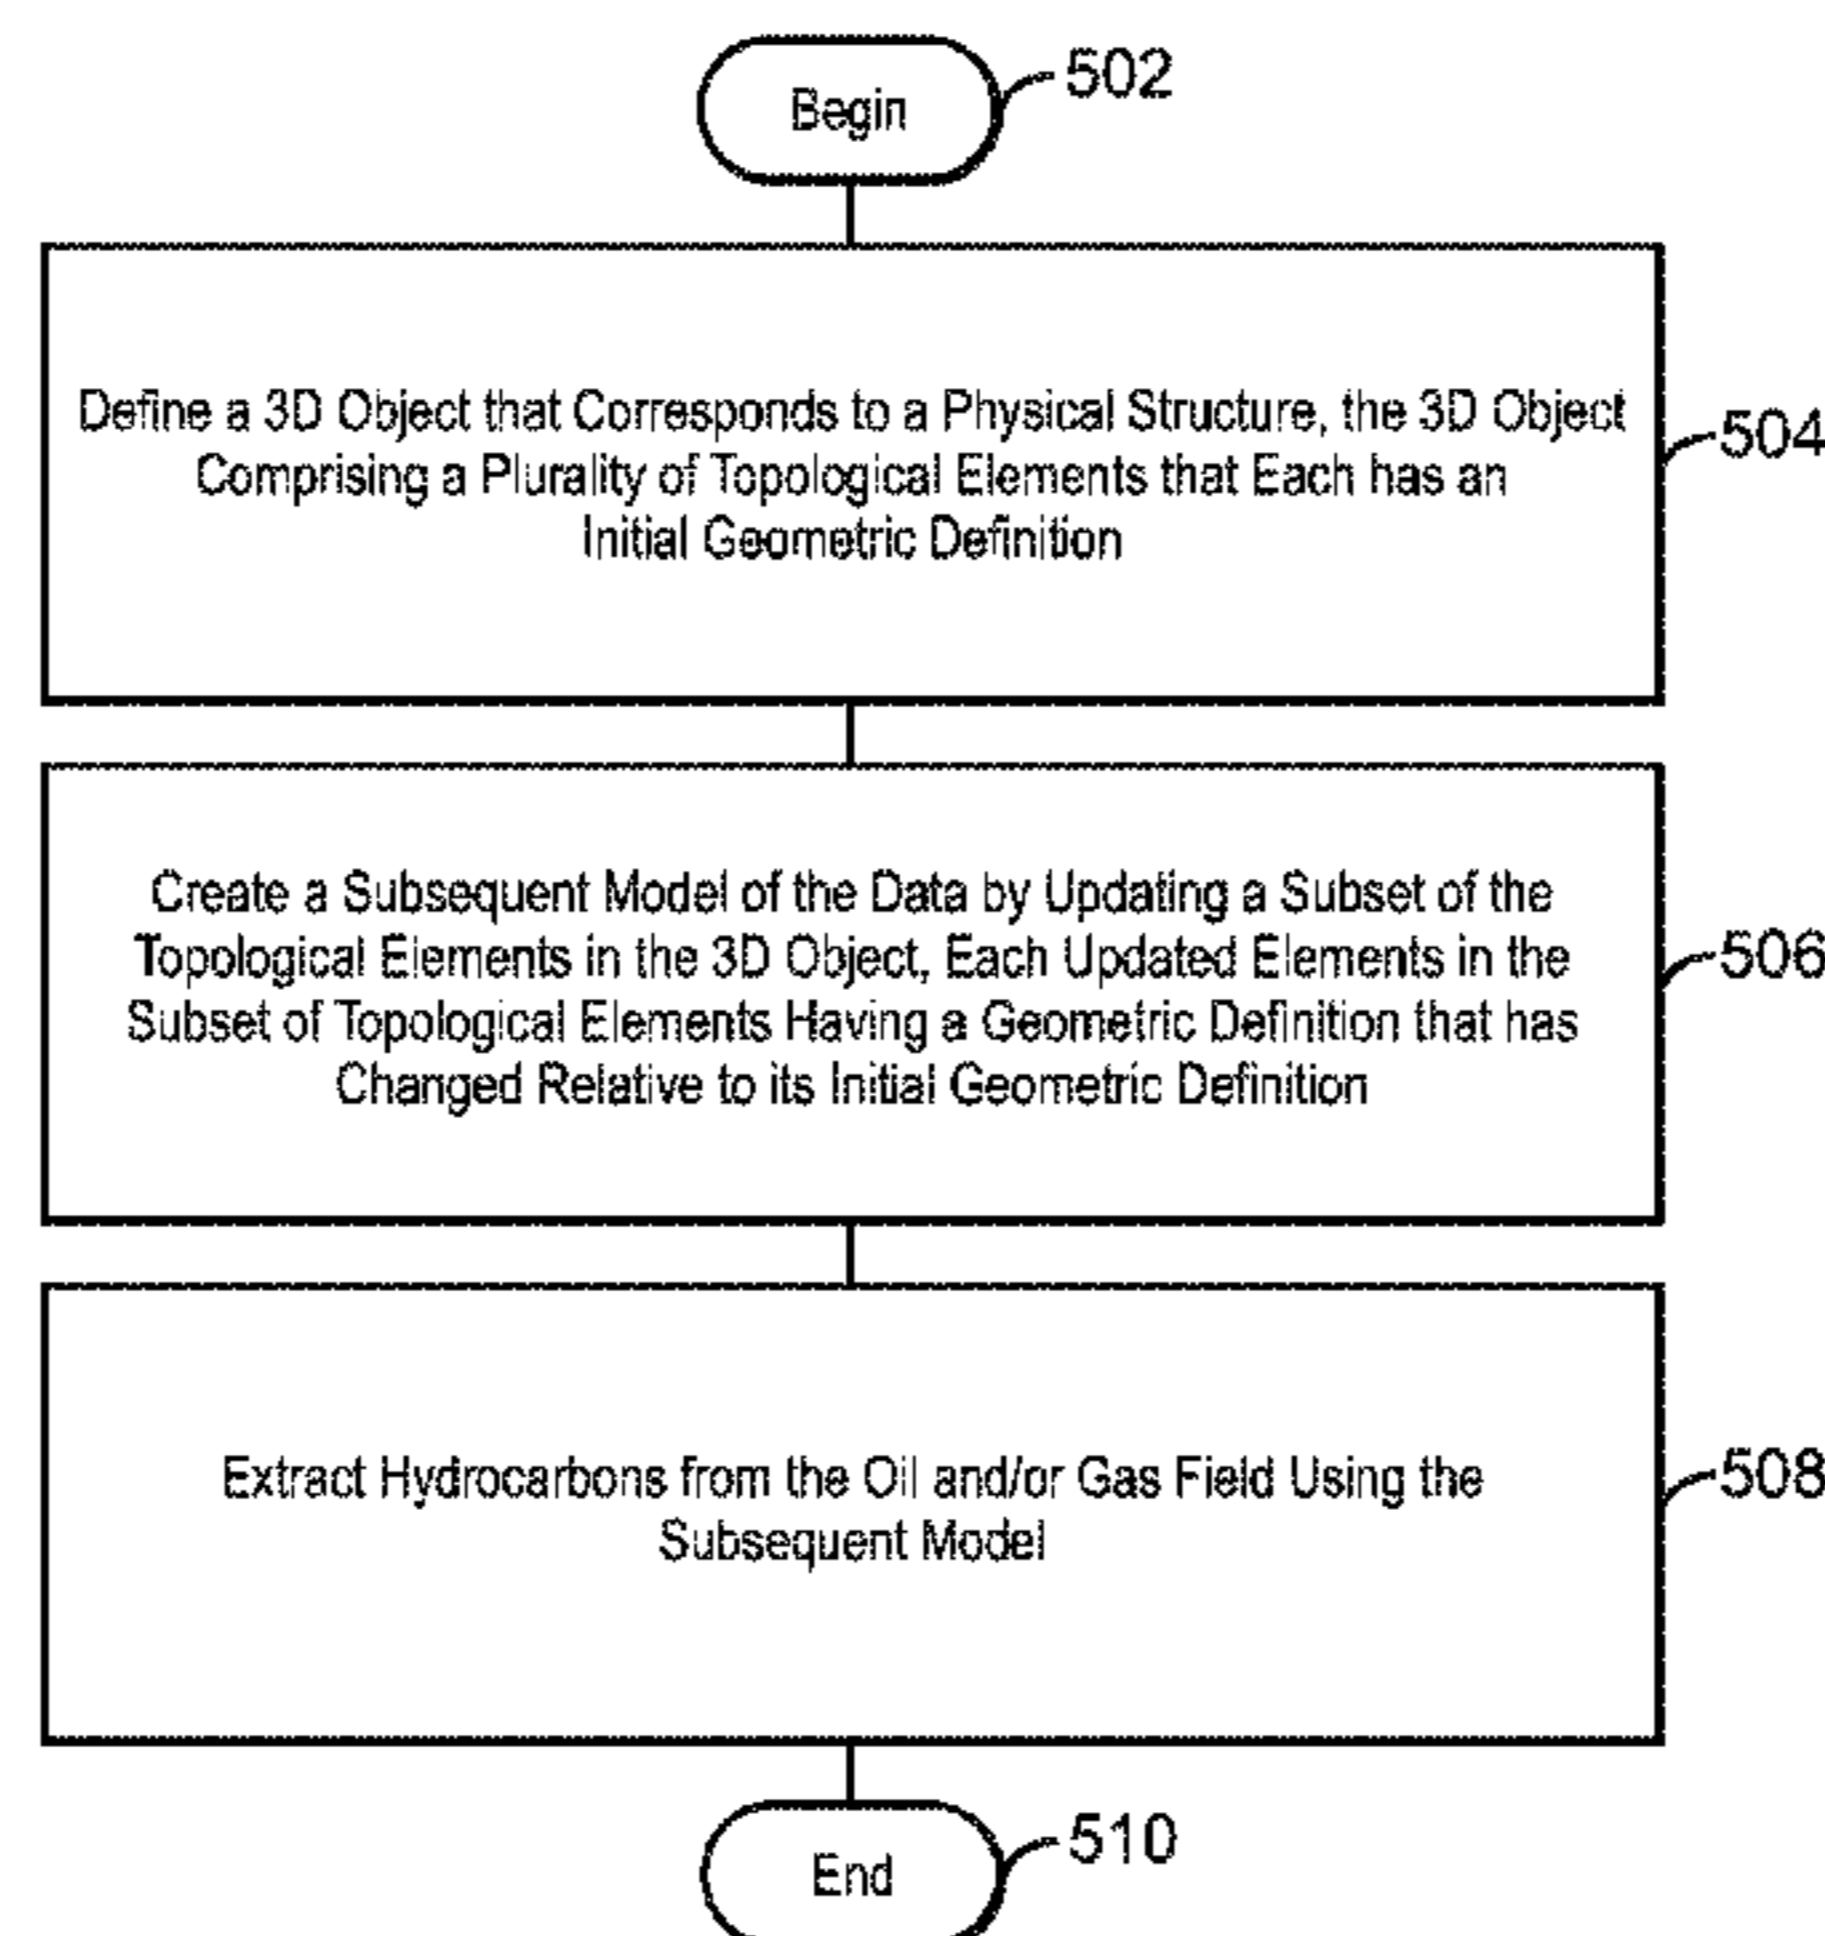 Begin
502
Define a 3D Object that Corresponds to a Physical Structure, the 3D Object
Comprising a Plurality of Topological Elements that Each has an
Initial Geometric Definition
504
Create a Subsequent Model of the Data by Updating a Subset of the
Topological Elements in the 3D Object, Each Updated Elements in the
Subset of Topological Elements Having a Geometric Definition that has
Changed Relative to its Initial Geometric Definition
506
Extract Hydrocarbons from the Oil and/or Gas Field Using the
Subsequent Model
508
End
510